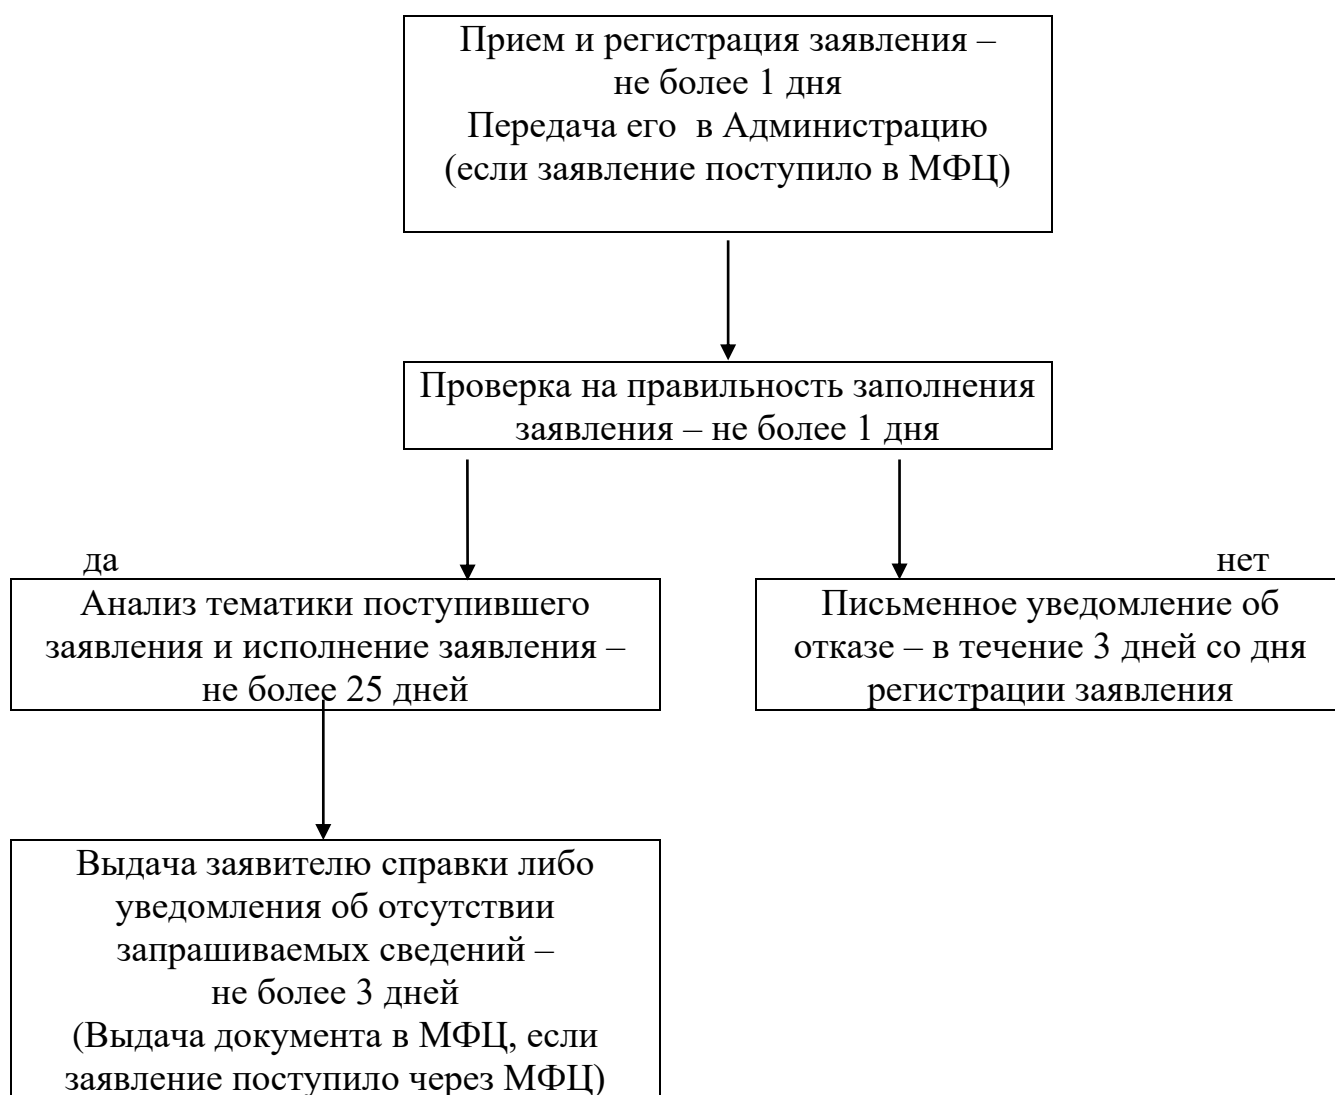 Прием и регистрация заявления –
не более 1 дня
Передача его  в Администрацию
(если заявление поступило в МФЦ)
Проверка на правильность заполнения
заявления – не более 1 дня
да
нет
Анализ тематики поступившего
заявления и исполнение заявления –
не более 25 дней
Письменное уведомление об
отказе – в течение 3 дней со дня
регистрации заявления
Выдача заявителю справки либо
уведомления об отсутствии
запрашиваемых сведений –
не более 3 дней
(Выдача документа в МФЦ, если
заявление поступило через МФЦ)